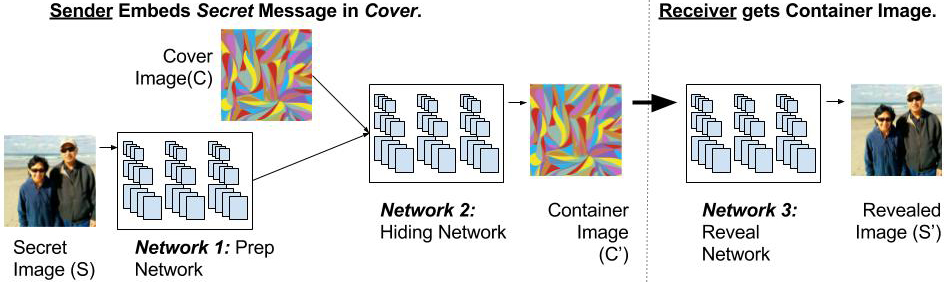 Sender Embeds Secret Message in Cover.
Receiver gets Container Image.
Cover
Image(C)
Secret
Image (S)
Network 1: Prep
Network
Network 2:
Hiding Network
Container
Image
(C’)
Network 3:
Reveal
Network
Revealed
Image (S’)